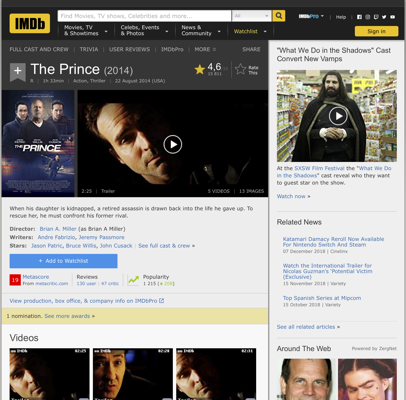 IMDb
Find Movies, TV shows, Celebrities and more...
All
IMDbPro
Help
Movies, TV & Showtimes
Celebs, Events & Photos
News & Community
Watchlist
Sign in
FULL CAST AND CREW | TRIVIA | USER REVIEWS | IMDbPro | MORE
SHARE
The Prince (2014)
R | 1h 33min | Action, Thriller | 22 August 2014 (USA)
4,6
Rate This
THE PRINCE
2:25 | Trailer
5 VIDEOS | 13 IMAGES
When his daughter is kidnapped, a retired assassin is drawn back into the life he gave up. To
rescue her, he must confront his former rival.
Director: Brian A. Miller (as Brian A Miller)
Writers: Andre Fabrizio, Jeremy Passmore
Stars: Jason Patric, Bruce Willis, John Cusack | See full cast & crew »
+ Add to Watchlist
19
Metascore
From metacritic.com
Reviews
130 user | 47 critic
Popularity
1 215
View production, box office, & company info on IMDbPro
1 nomination. See more awards »
Videos
on IMDb
02:25
on IMDb
02:31
on IMDb
"What We Do in the Shadows" Cast
Convert New Vamps
At the SXSW Film Festival the "What We
Do in the Shadows" cast reveal who they
want to guest star on the show.
Watch now »
Related News
Kataman Damacy Reroll Now Available
For Nintendo Switch And Steam
07 December 2018 | Cinelinx
Watch the International Trailer for
Nicolas Guzman's 'Potential Victim
(Exclusive)
15 November 2018 | Variety
Top Spanish Series at Mipcom
15 October 2018 | Variety
See all related articles »
Around The Web
Powered by ZergNet